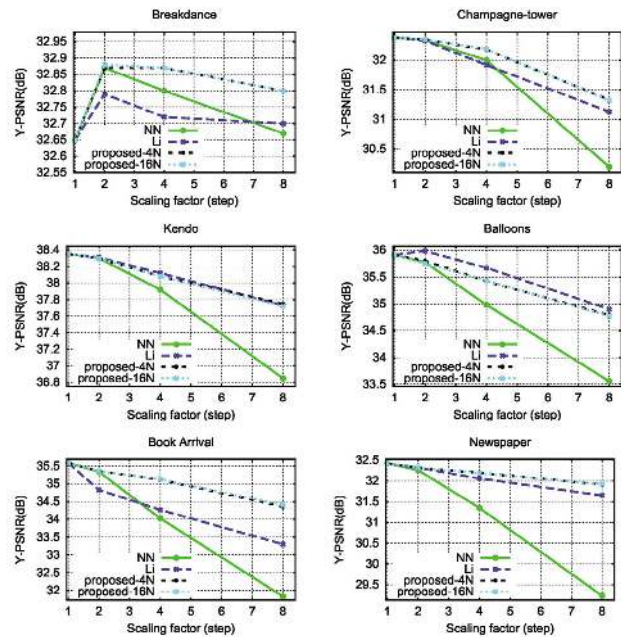 Breakdance
Y-PSNR(dB)
32.95
32.9
32.85
32.8
32.75
32.7
32.65
32.6
32.55
NN
Li
proposed-4N
proposed-16N
1 2 3 4 5 6 7 8
Scaling factor (step)
Champagne-tower
Y-PSNR(dB)
32
31.5
31
30.5
NN
Li
proposed-4N
proposed-16N
1 2 3 4 5 6 7 8
Scaling factor (step)
Kendo
Y-PSNR(dB)
38.4
38.2
38
37.8
37.6
37.4
37.2
37
36.8
NN
Li
proposed-4N
proposed-16N
1 2 3 4 5 6 7 8
Scaling factor (step)
Balloons
Y-PSNR(dB)
36
35.5
35
34.5
34
33.5
NN
Li
proposed-4N
proposed-16N
1 2 3 4 5 6 7 8
Scaling factor (step)
Book Arrival
Y-PSNR(dB)
35.5
35
34.5
34
33.5
33
32.5
32
NN
Li
proposed-4N
proposed-16N
1 2 3 4 5 6 7 8
Scaling factor (step)
Newspaper
Y-PSNR(dB)
32.5
32
31.5
31
30.5
30
29.5
NN
Li
proposed-4N
proposed-16N
1 2 3 4 5 6 7 8
Scaling factor (step)